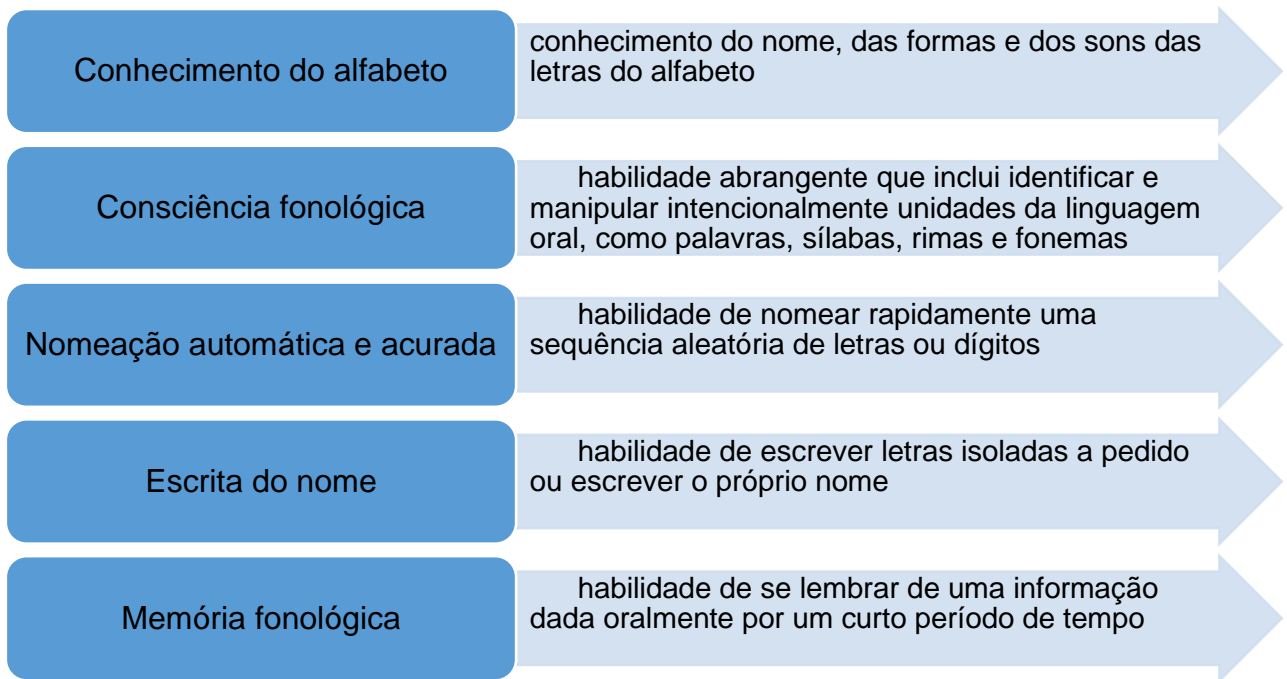 Conhecimento do alfabeto
conhecimento do nome, das formas e dos sons das
letras do alfabeto
Consciência fonológica
habilidade abrangente que inclui identificar e
manipular intencionalmente unidades da linguagem
oral, como palavras, sílabas, rimas e fonemas
Nomeação automática e acurada
habilidade de nomear rapidamente uma
sequência aleatória de letras ou dígitos
Escrita do nome
habilidade de escrever letras isoladas a pedido
ou escrever o próprio nome
Memória fonológica
habilidade de se lembrar de uma informação
dada oralmente por um curto período de tempo